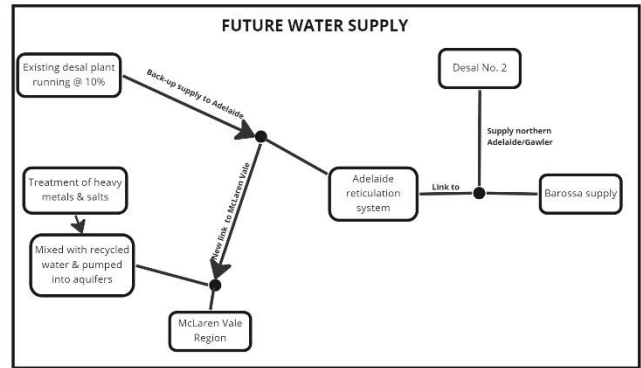 FUTURE WATER SUPPLY
Existing desal plant
running @ 10%
Back-up supply to Adelaide
Desal No. 2
Supply northern
Adelaide/Gawler
Treatment of heavy
metals & salts
New link to McLaren Vale
Adelaide
reticulation
system
Link to
Barossa supply
Mixed with recycled
water & pumped
into aquifers
McLaren Vale
Region